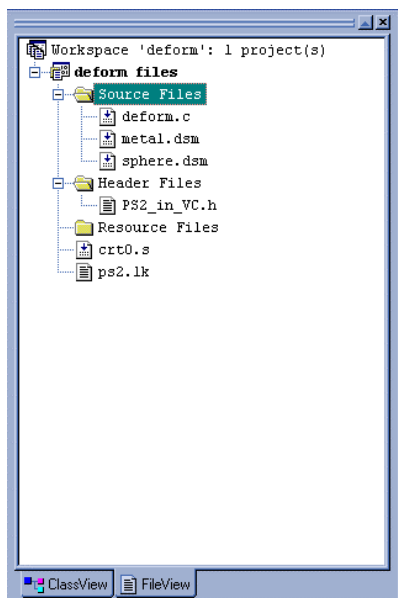 Workspace 'deform': 1 project(s)
deform files
Source Files
deform.c
metal.dsm
sphere.dsm
Header Files
PS2_in_VC.h
Resource Files
crt0.s
ps2.lk
ClassView FileView